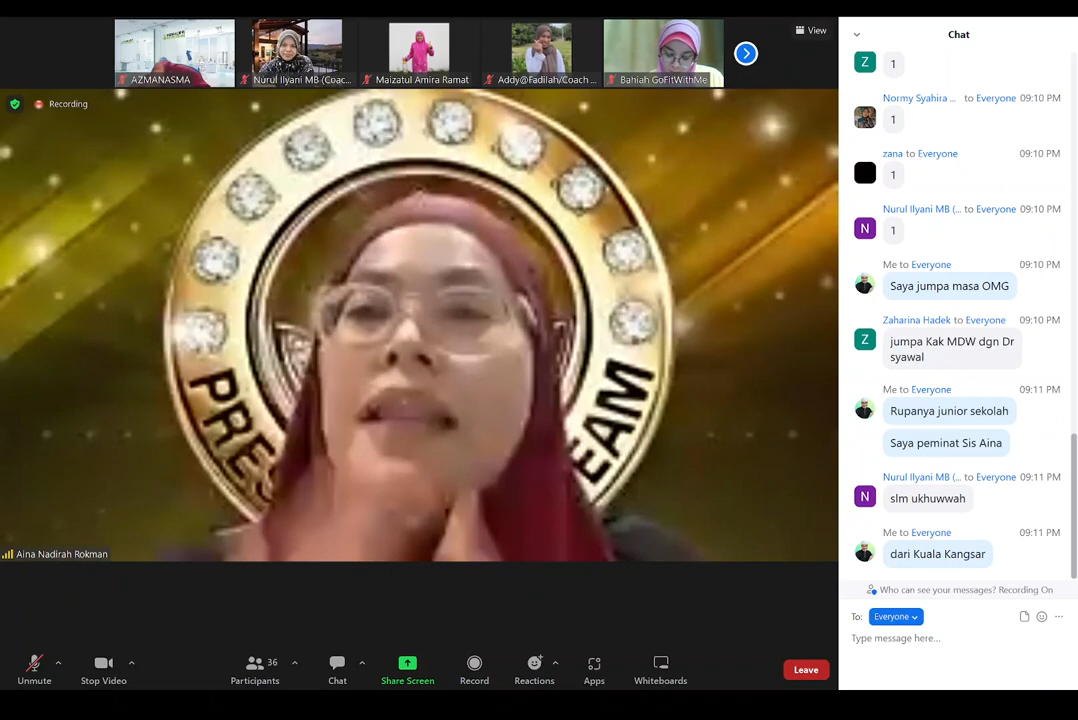 View
AZMANASMA
Nurul Ilyani MB (Coac...
Maizatul Amira Ramat
Addy@Fadilah/Coach ...
Bahiah GoFitWithMe
Recording
TEAM
Aina Nadirah Rokman
Unmute
Stop Video
36
Participants
Chat
Share Screen
Record
Reactions
Apps
Whiteboards
Leave
Chat
Z
1
Normy Syahira ... to Everyone 09:10 PM
1
zana to Everyone 09:10 PM
1
Nurul Ilyani MB (... to Everyone 09:10 PM
N
1
Me to Everyone 09:10 PM
Saya jumpa masa OMG
Zaharina Hadek to Everyone 09:10 PM
Z
jumpa Kak MDW dgn Dr
syawal
Me to Everyone 09:11 PM
Rupanya junior sekolah
Saya peminat Sis Aina
Nurul Ilyani MB (... to Everyone 09:11 PM
N
slm ukhuwwah
Me to Everyone 09:11 PM
dari Kuala Kangsar
Who can see your messages? Recording On
To: Everyone
Type message here...